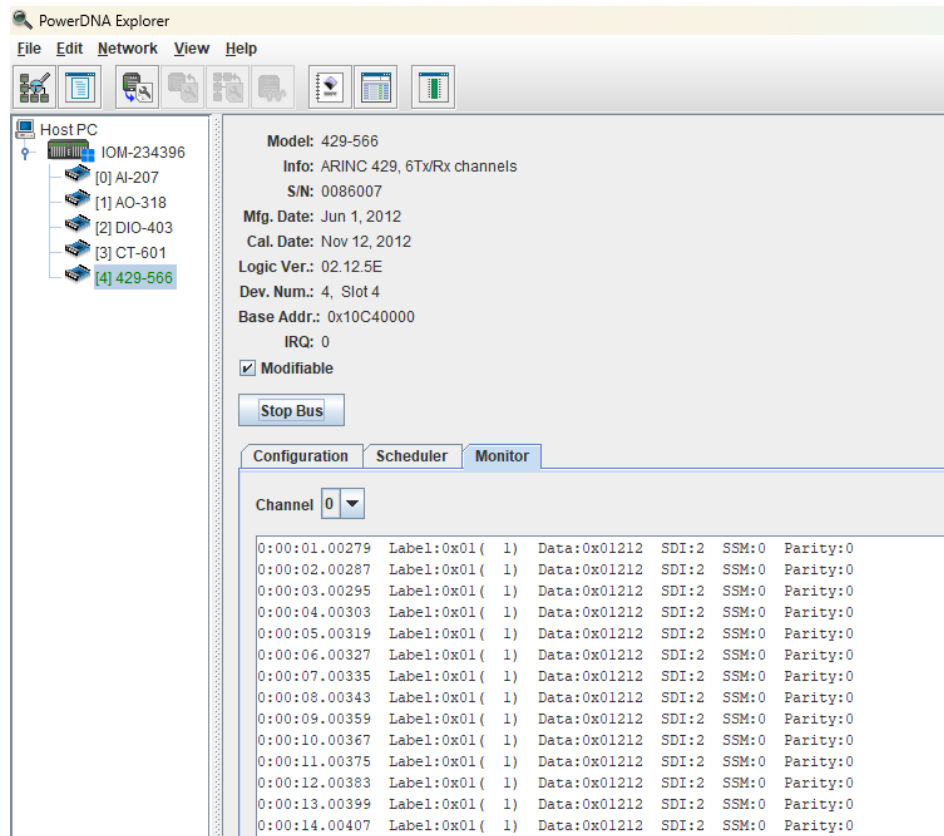 PowerDNA Explorer
File Edit Network View Help
Host PC
IOM-234396
[0] AI-207
[1] AO-318
[2] DIO-403
[3] CT-601
[4] 429-566
Model: 429-566
Info: ARINC 429, 6Tx/Rx channels
S/N: 0086007
Mfg. Date: Jun 1, 2012
Cal. Date: Nov 12, 2012
Logic Ver.: 02.12.5E
Dev. Num.: 4, Slot 4
Base Addr.: 0x10C40000
IRQ: 0
Modifiable
Stop Bus
Configuration Scheduler Monitor
Channel 0
0:00:01.00279 Label:0x01( 1) Data:0x01212 SDI:2 SSM:0 Parity:0
0:00:02.00287 Label:0x01( 1) Data:0x01212 SDI:2 SSM:0 Parity:0
0:00:03.00295 Label:0x01( 1) Data:0x01212 SDI:2 SSM:0 Parity:0
0:00:04.00303 Label:0x01( 1) Data:0x01212 SDI:2 SSM:0 Parity:0
0:00:05.00319 Label:0x01( 1) Data:0x01212 SDI:2 SSM:0 Parity:0
0:00:06.00327 Label:0x01( 1) Data:0x01212 SDI:2 SSM:0 Parity:0
0:00:07.00335 Label:0x01( 1) Data:0x01212 SDI:2 SSM:0 Parity:0
0:00:08.00343 Label:0x01( 1) Data:0x01212 SDI:2 SSM:0 Parity:0
0:00:09.00359 Label:0x01( 1) Data:0x01212 SDI:2 SSM:0 Parity:0
0:00:10.00367 Label:0x01( 1) Data:0x01212 SDI:2 SSM:0 Parity:0
0:00:11.00375 Label:0x01( 1) Data:0x01212 SDI:2 SSM:0 Parity:0
0:00:12.00383 Label:0x01( 1) Data:0x01212 SDI:2 SSM:0 Parity:0
0:00:13.00399 Label:0x01( 1) Data:0x01212 SDI:2 SSM:0 Parity:0
0:00:14.00407 Label:0x01( 1) Data:0x01212 SDI:2 SSM:0 Parity:0